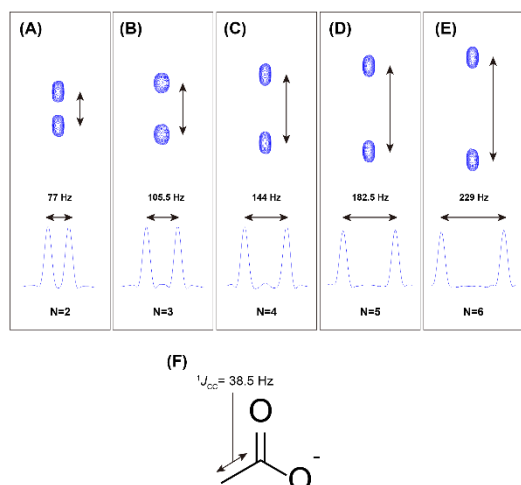 (A) (B) (C) (D) (E)
77 Hz 105.5 Hz 144 Hz 182.5 Hz 229 Hz
N=2 N=3 N=4 N=5 N=6
(F)
¹J_CC= 38.5 Hz
O
O⁻